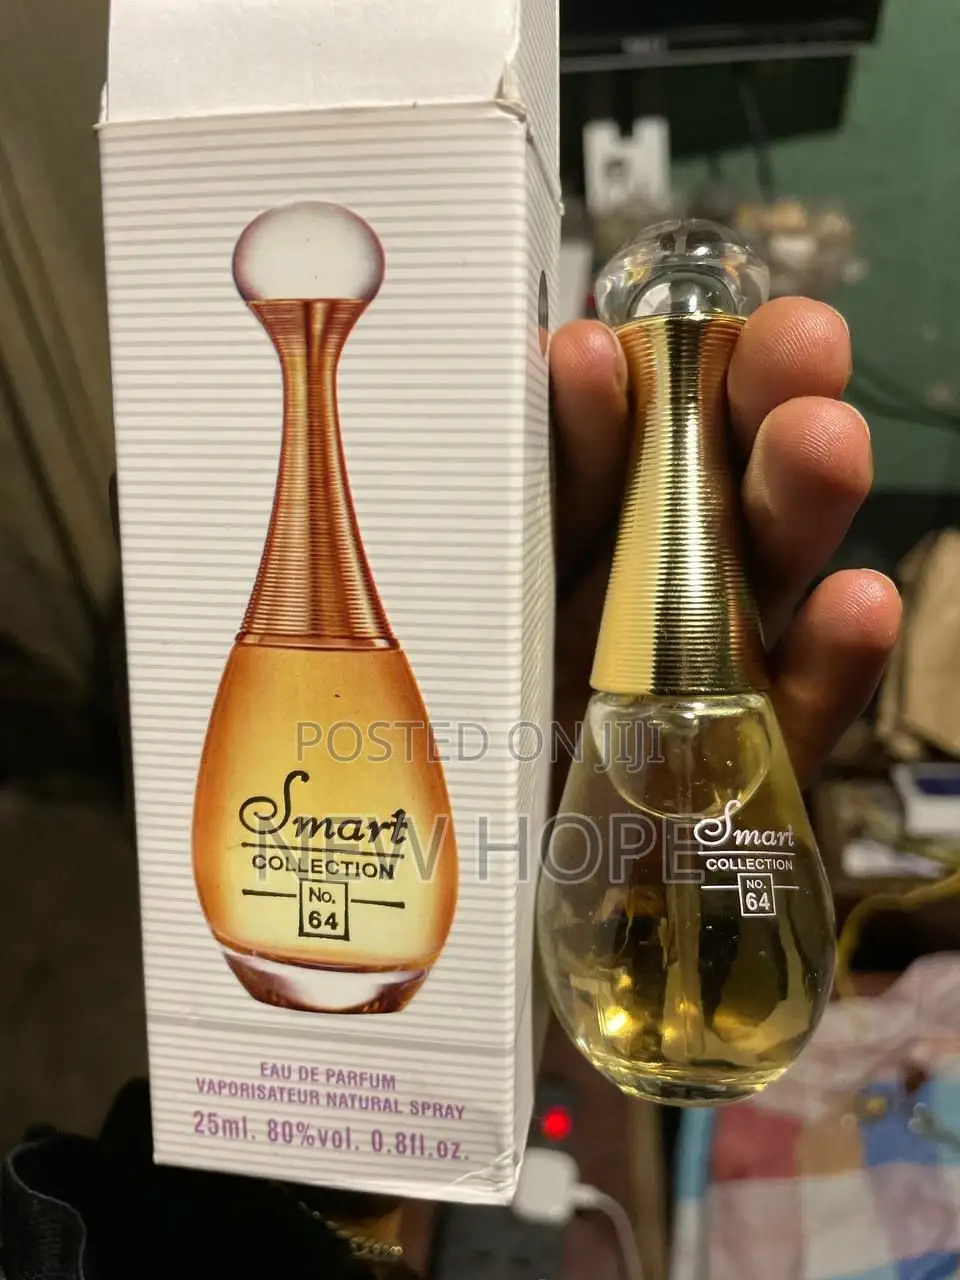 POSTED ON JIJI
NEW HOPE
Smart
COLLECTION
No.
64
EAU DE PARFUM
VAPORISATEUR NATURAL SPRAY
25ml. 80%vol. 0.8fl.oz.
Smart
COLLECTION
NO.
64